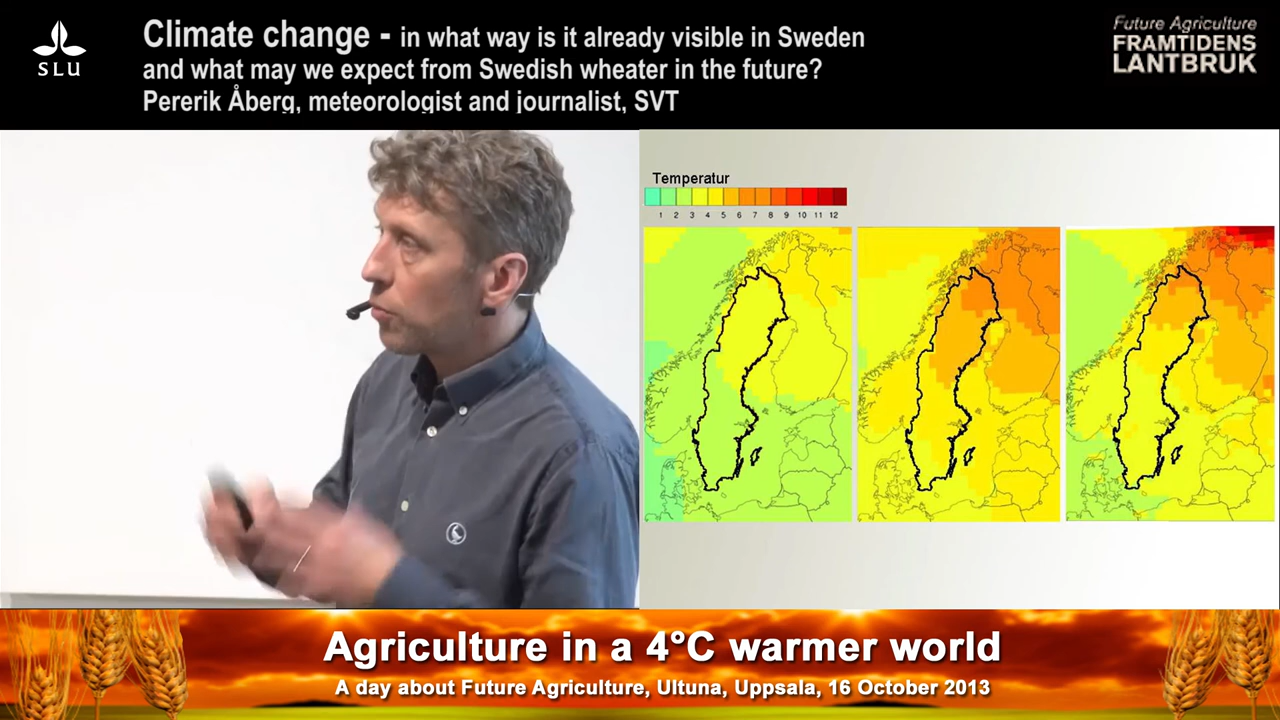 SLU
Climate change - in what way is it already visible in Sweden
and what may we expect from Swedish wheater in the future?
Pererik Åberg, meteorologist and journalist, SVT
Future Agriculture
FRAMTIDENS
LANTBRUK
Temperatur
1 2 3 4 5 6 7 8 9 10 11 12
Agriculture in a 4°C warmer world
A day about Future Agriculture, Ultuna, Uppsala, 16 October 2013